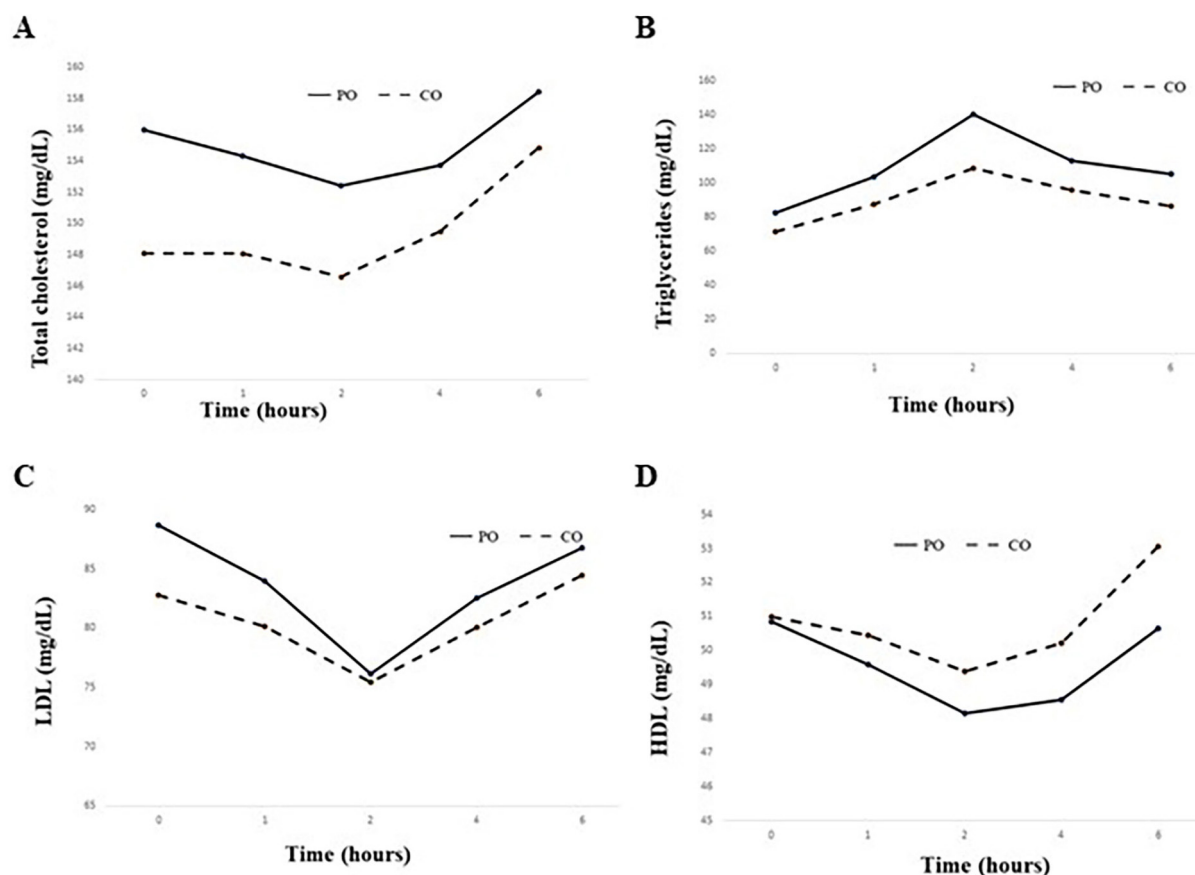 A
Total cholesterol (mg/dL)
160
158
156
154
152
150
148
146
144
142
140
PO CO
0 1 2 4 6
Time (hours)
B
Triglycerides (mg/dL)
160
140
120
100
80
60
40
20
0
PO CO
0 1 2 4 6
Time (hours)
C
LDL (mg/dL)
90
85
80
75
70
65
PO CO
0 1 2 4 6
Time (hours)
D
HDL (mg/dL)
54
53
52
51
50
49
48
47
46
45
PO CO
0 1 2 4 6
Time (hours)